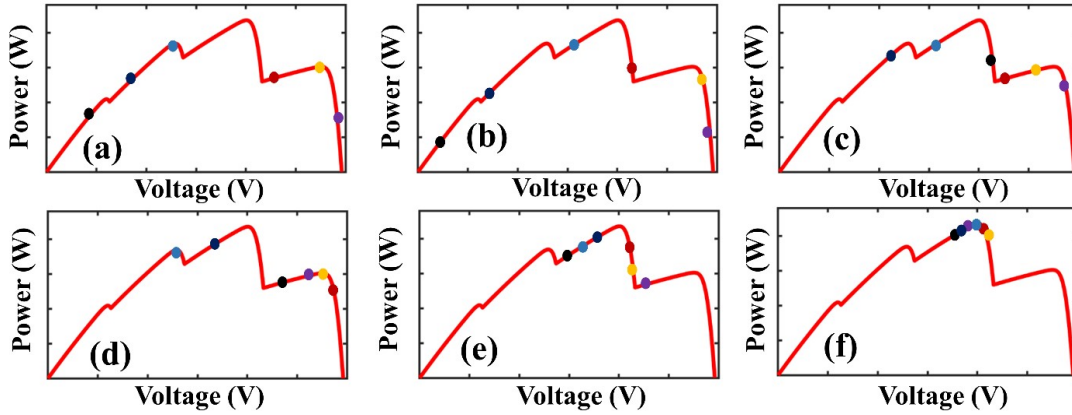 Power (W)
(a)
Voltage (V)
Power (W)
(b)
Voltage (V)
Power (W)
(c)
Voltage (V)
Power (W)
(d)
Voltage (V)
Power (W)
(e)
Voltage (V)
Power (W)
(f)
Voltage (V)